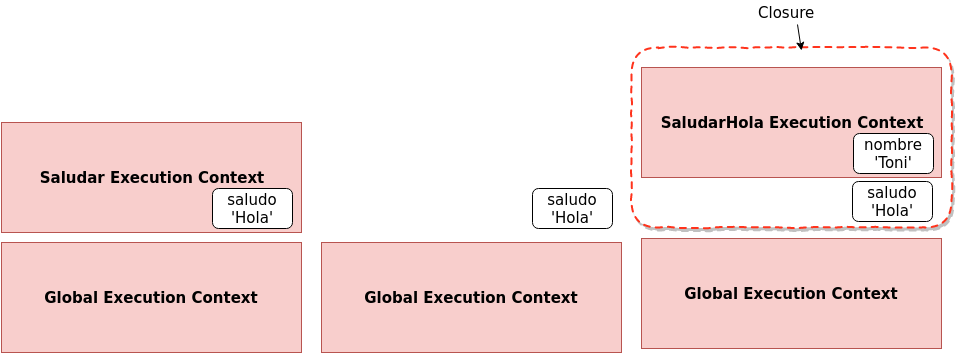 Closure
SaludarHola Execution Context
nombre
'Toni'
Saludar Execution Context
saludo
'Hola'
saludo
'Hola'
saludo
'Hola'
Global Execution Context
Global Execution Context
Global Execution Context